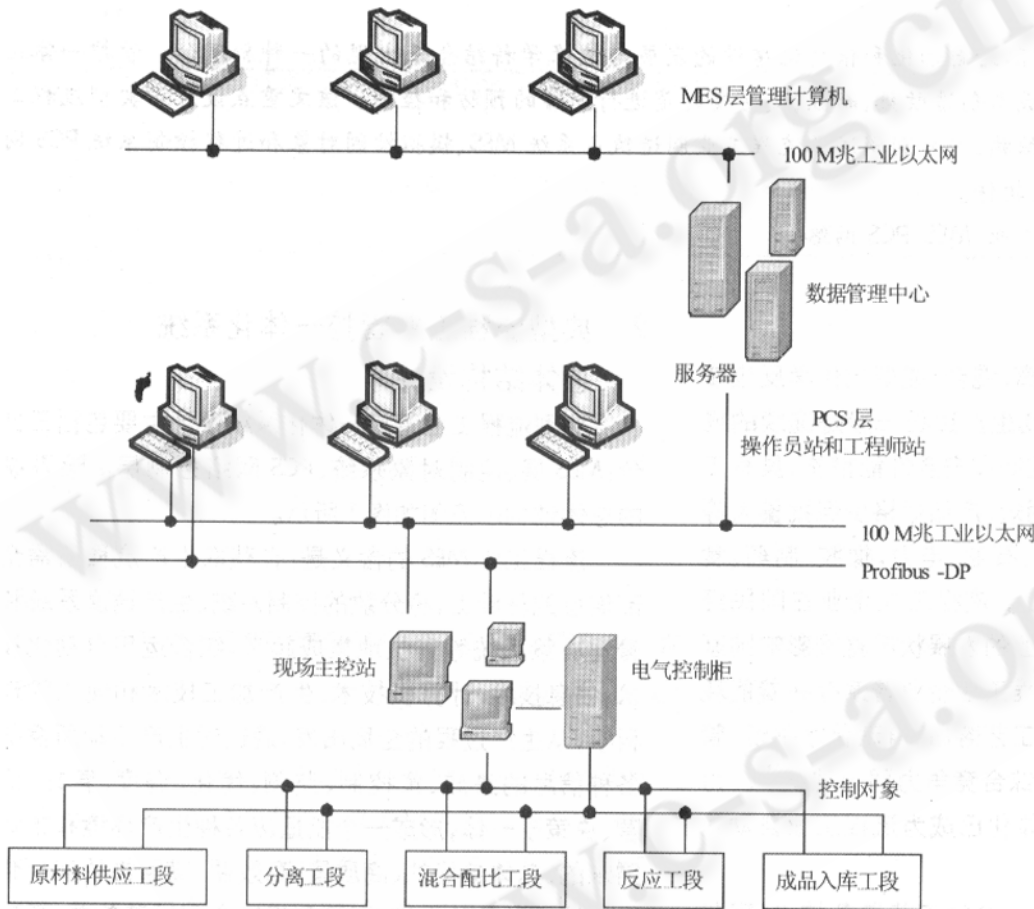 MES层管理计算机
100 M兆工业以太网
数据管理中心
服务器
PCS 层
操作员站和工程师站
100 M兆工业以太网
Profibus -DP
现场主控站
电气控制柜
控制对象
原材料供应工段
分离工段
混合配比工段
反应工段
成品入库工段
www.c-s-a.org.cn